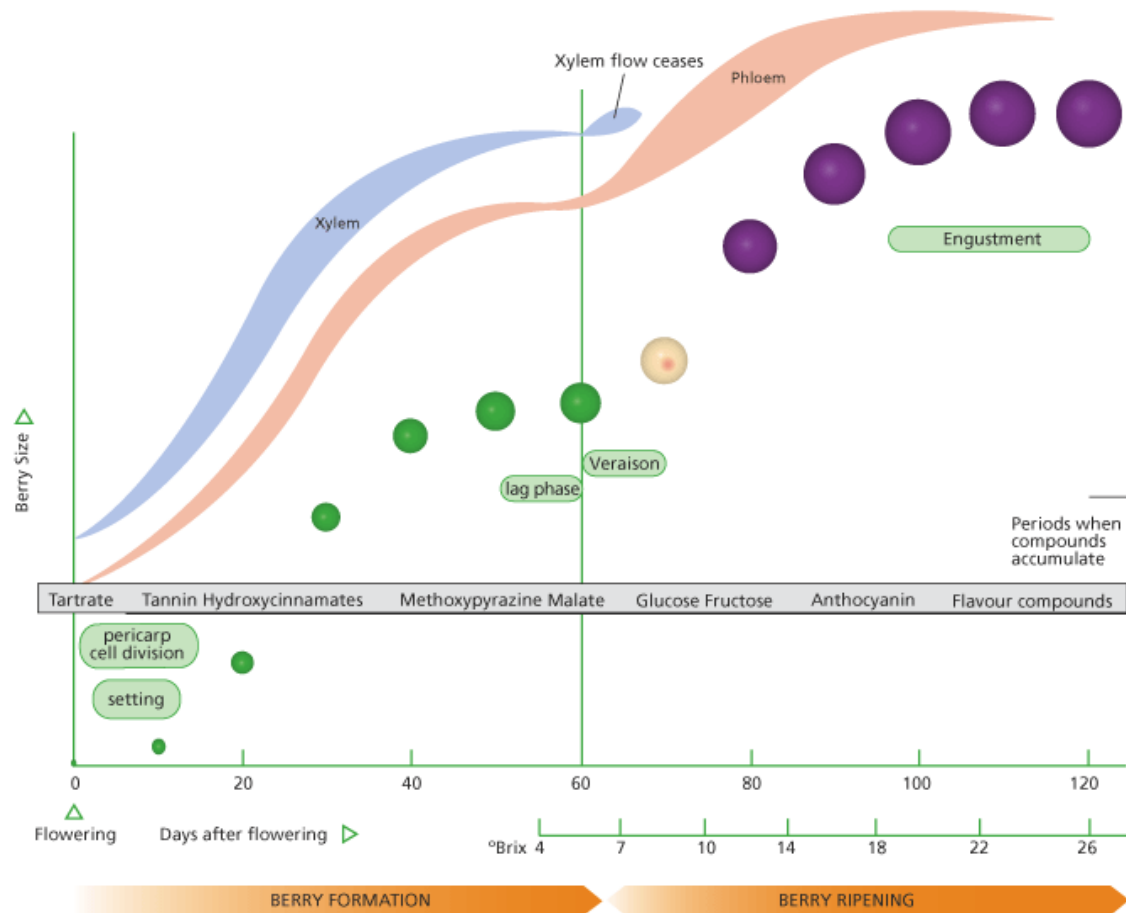 Xylem flow ceases
Phloem
Xylem
Engustment
Berry Size
Veraison
lag phase
Periods when
compounds
accumulate
Tartrate Tannin Hydroxycinnamates Methoxypyrazine Malate Glucose Fructose Anthocyanin Flavour compounds
pericarp
cell division
setting
0 20 40 60 80 100 120
Flowering Days after flowering
ºBrix 4 7 10 14 18 22 26
BERRY FORMATION BERRY RIPENING